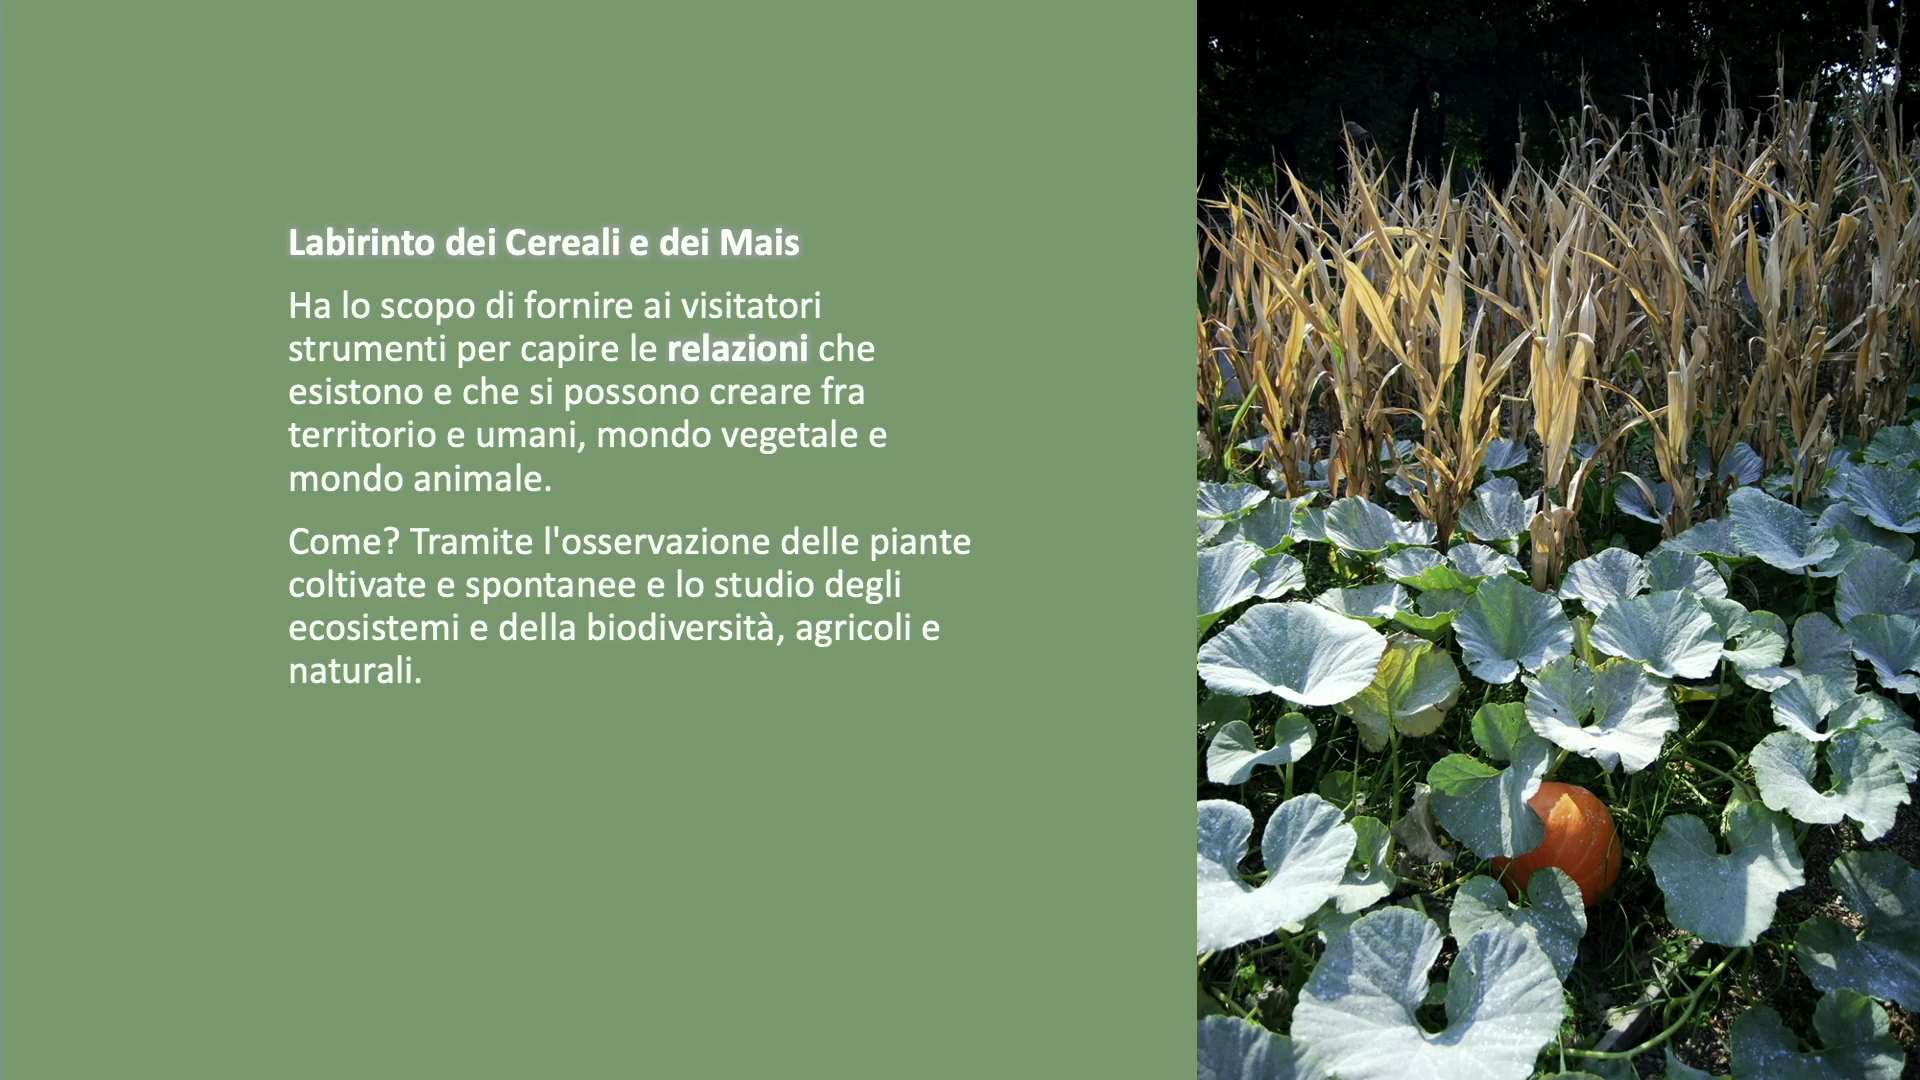 Labirinto dei Cereali e dei Mais
Ha lo scopo di fornire ai visitatori
strumenti per capire le relazioni che
esistono e che si possono creare fra
territorio e umani, mondo vegetale e
mondo animale.
Come? Tramite l'osservazione delle piante
coltivate e spontanee e lo studio degli
ecosistemi e della biodiversità, agricoli e
naturali.